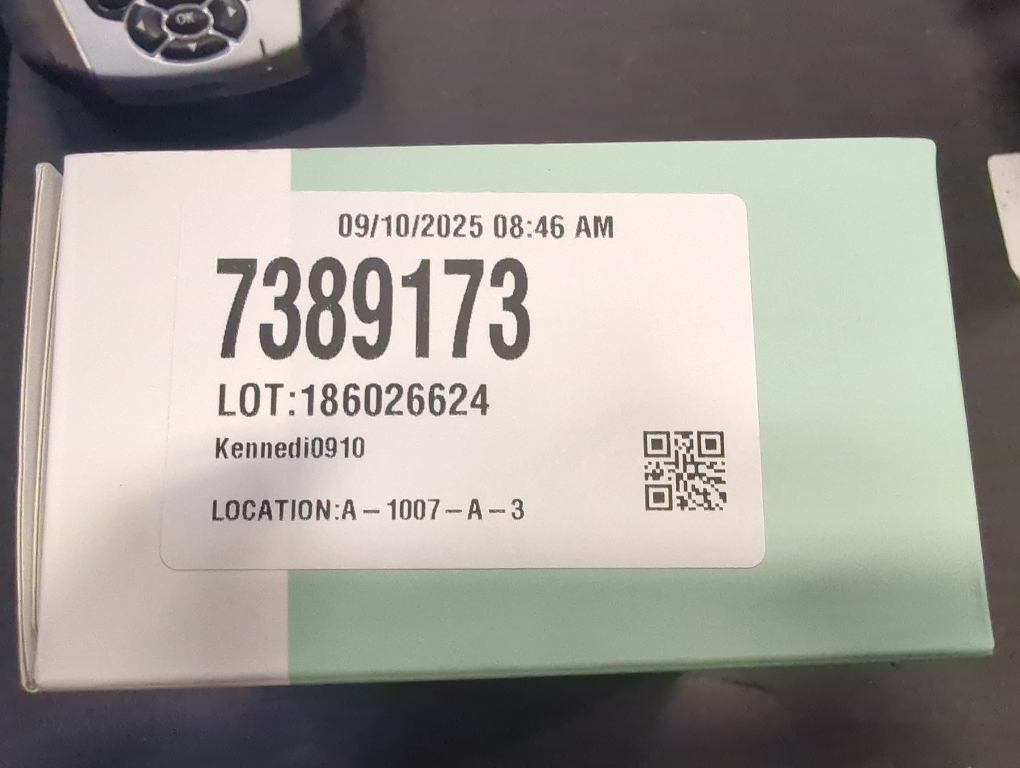 OK
09/10/2025 08:46 AM
7389173
LOT:186026624
Kennedi0910
LOCATION:A – 1007 – A – 3